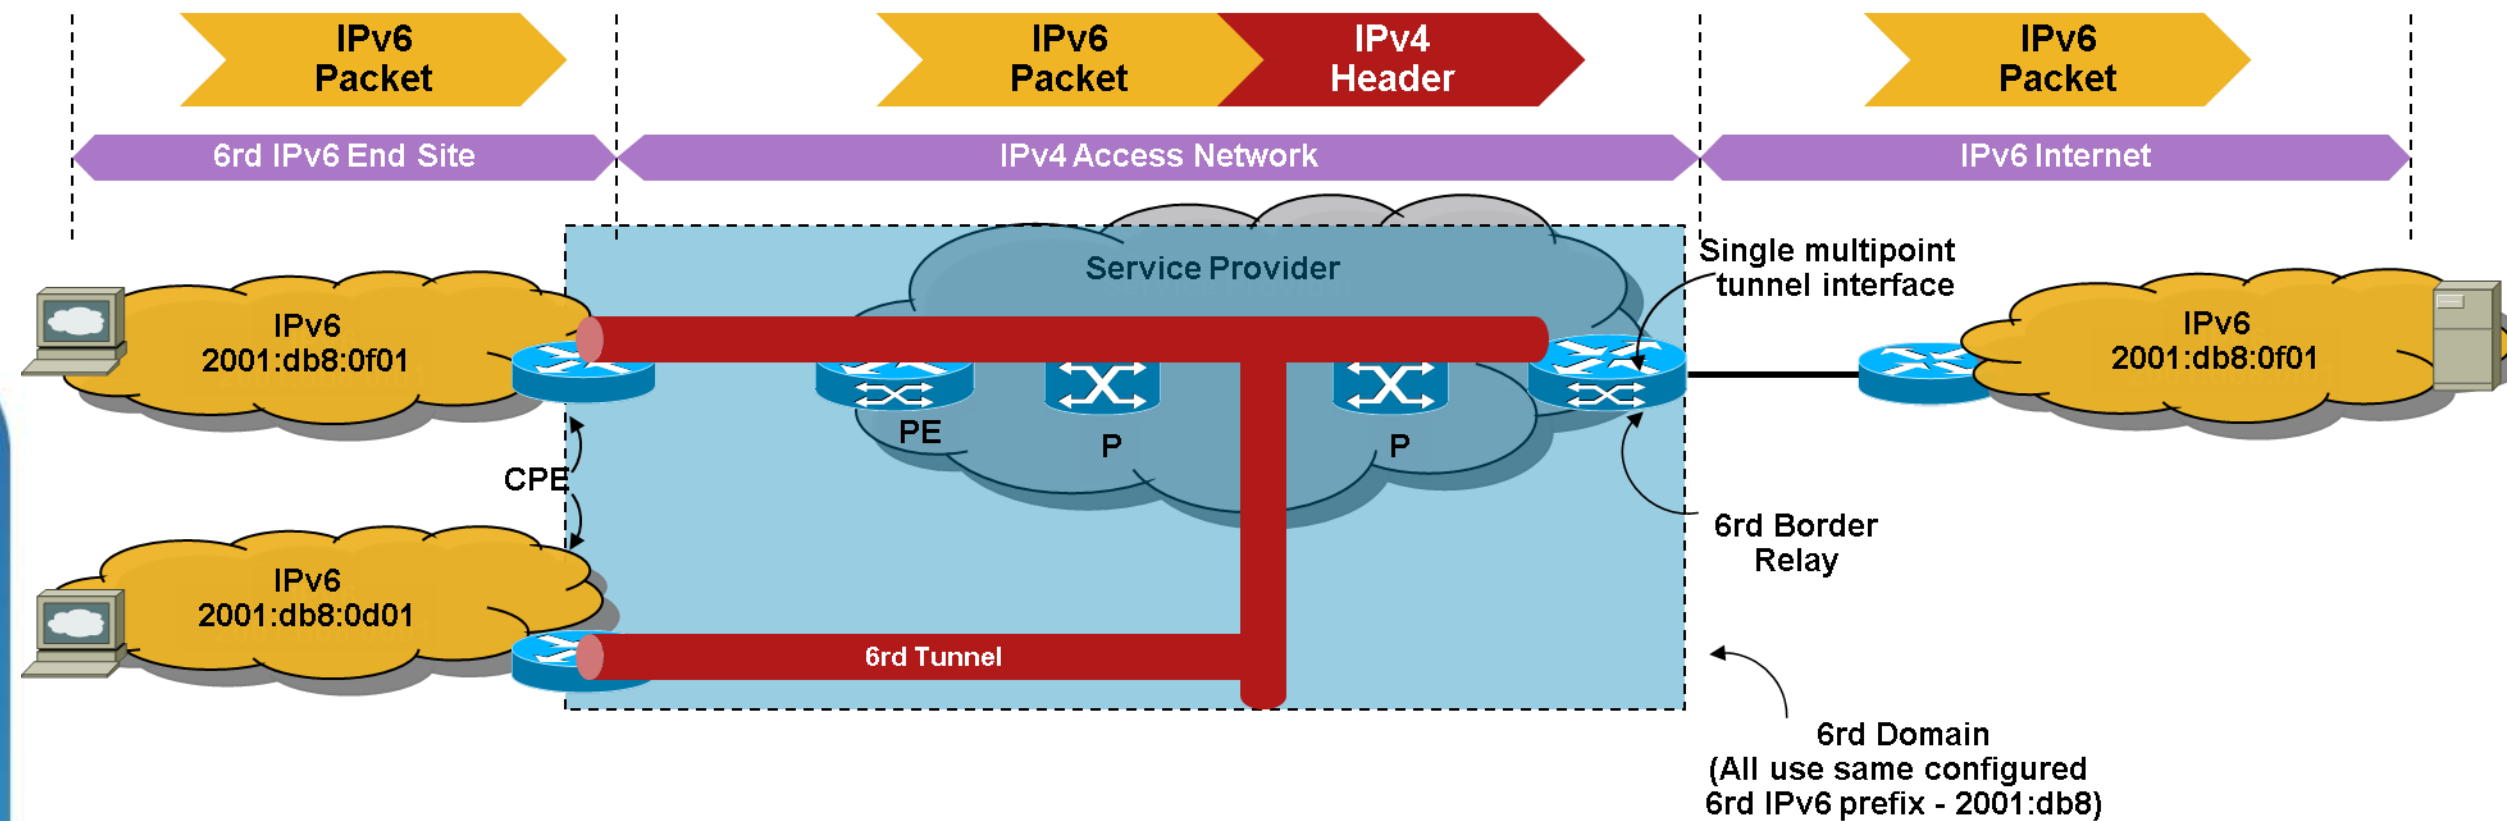 IPv6
Packet
IPv6
Packet
IPv4
Header
IPv6
Packet
6rd IPv6 End Site
IPv4 Access Network
IPv6 Internet
Service Provider
Single multipoint
tunnel interface
IPv6
2001:db8:0f01
IPv6
2001:db8:0f01
PE
P
P
CPE
6rd Border
Relay
IPv6
2001:db8:0d01
6rd Tunnel
6rd Domain
(All use same configured
6rd IPv6 prefix - 2001:db8)